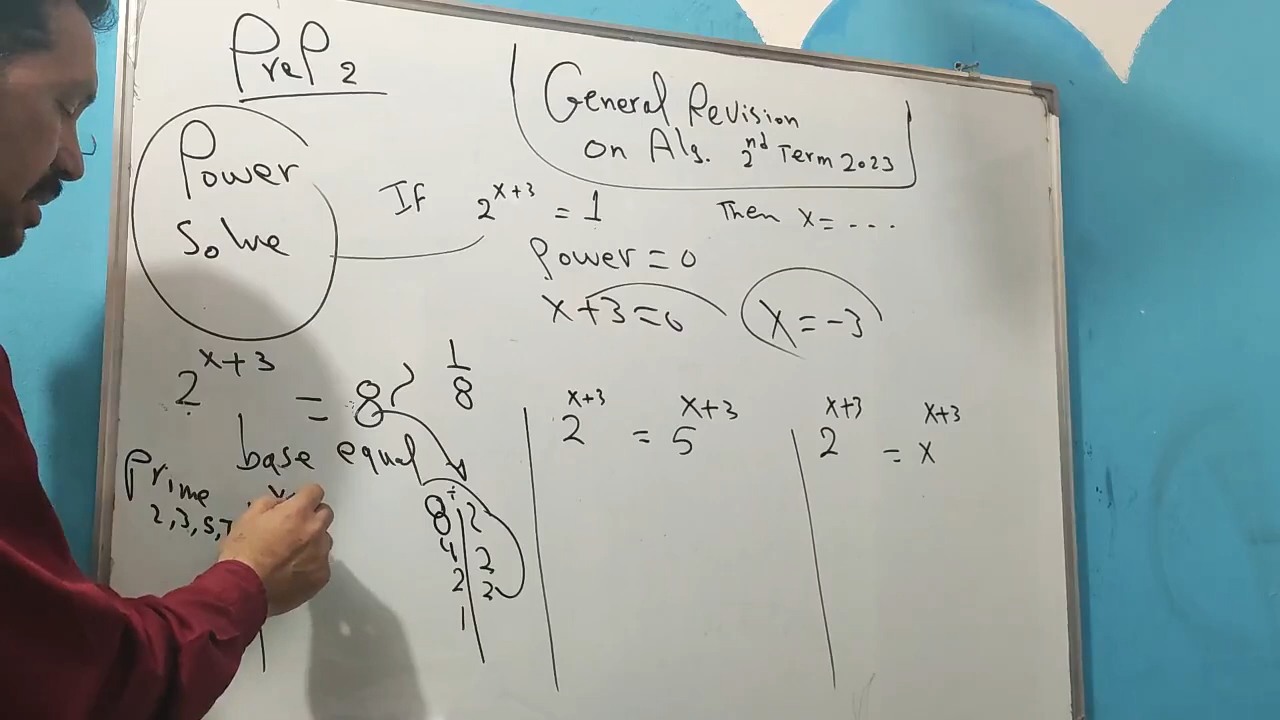 PreP 2
General Revision
on Alg. 2nd Term 2023
Power
Solve
If 2^x+3 = 1 Then x = - - - -
Power = 0
x+3=0 x = -3
2^x+3 = 8? 1/8
base equal
Prime
2,3,5,7
8 ÷ 2
4 2
2 2
1
2^x+3 = 5^x+3
2^x+3 = x^x+3